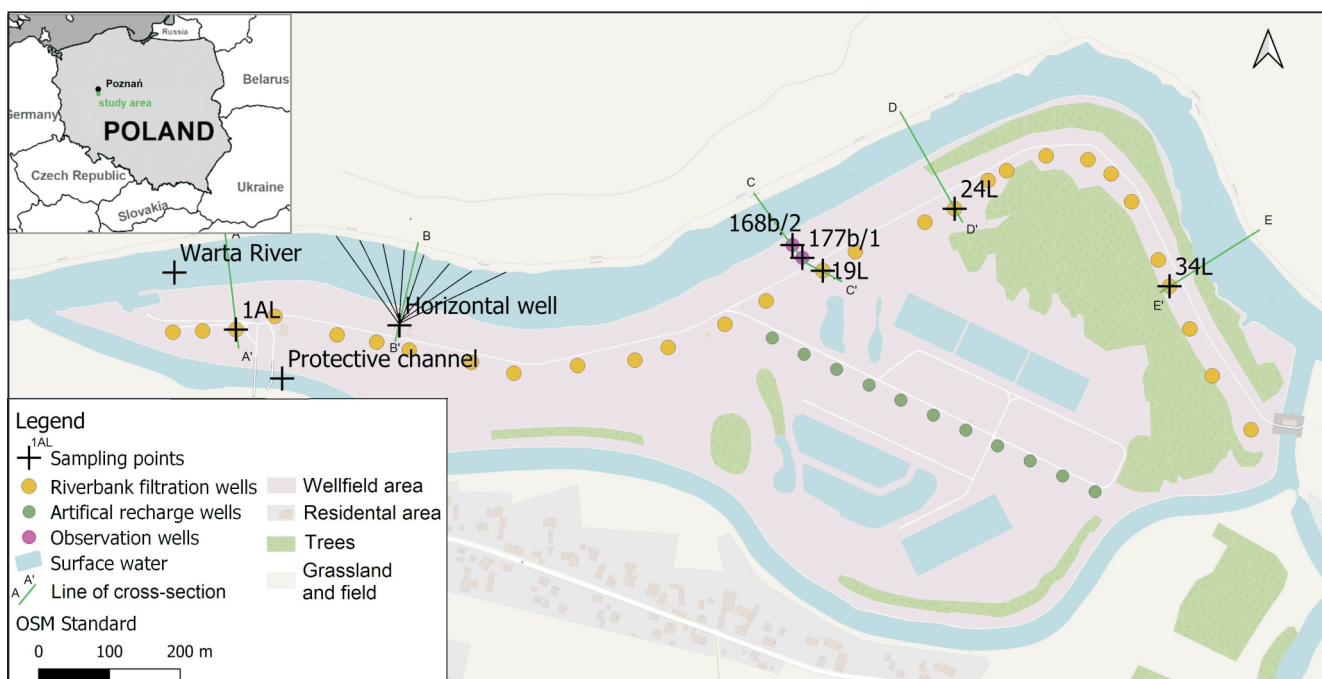 Russia
Belarus
Poznań
study area
Germany
POLAND
Czech Republic
Ukraine
Slovakia
A
Warta River
1AL
A'
Protective channel
B
Horizontal well
B'
C
168b/2
177b/1
19L
C'
D
24L
D'
E
34L
E'
Legend
1AL
Sampling points
Riverbank filtration wells
Artifical recharge wells
Observation wells
Surface water
A A'
Line of cross-section
Wellfield area
Residental area
Trees
Grassland
and field
OSM Standard
0 100 200 m